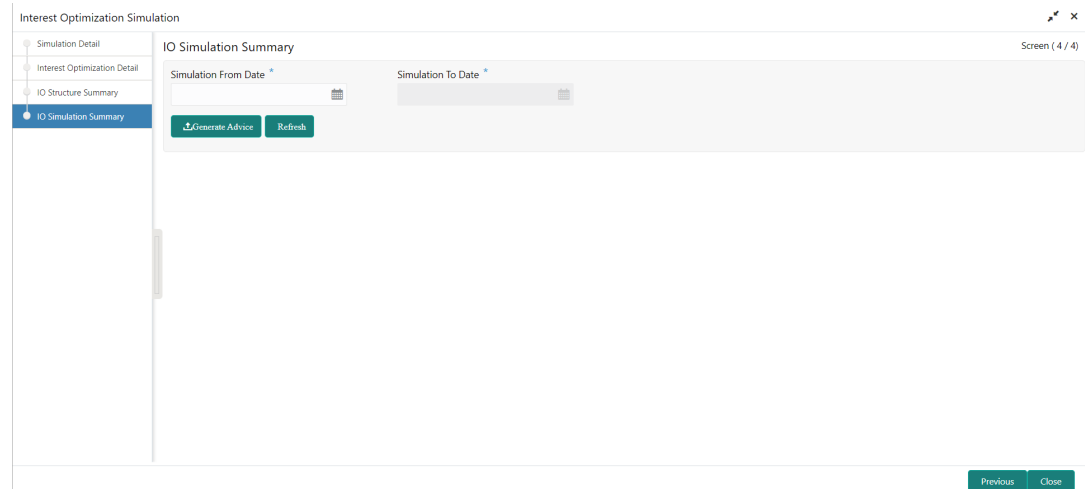 Interest Optimization Simulation
Simulation Detail
Interest Optimization Detail
IO Structure Summary
IO Simulation Summary
IO Simulation Summary
Screen ( 4 / 4)
Simulation From Date *
Simulation To Date *
Generate Advice
Refresh
Previous
Close